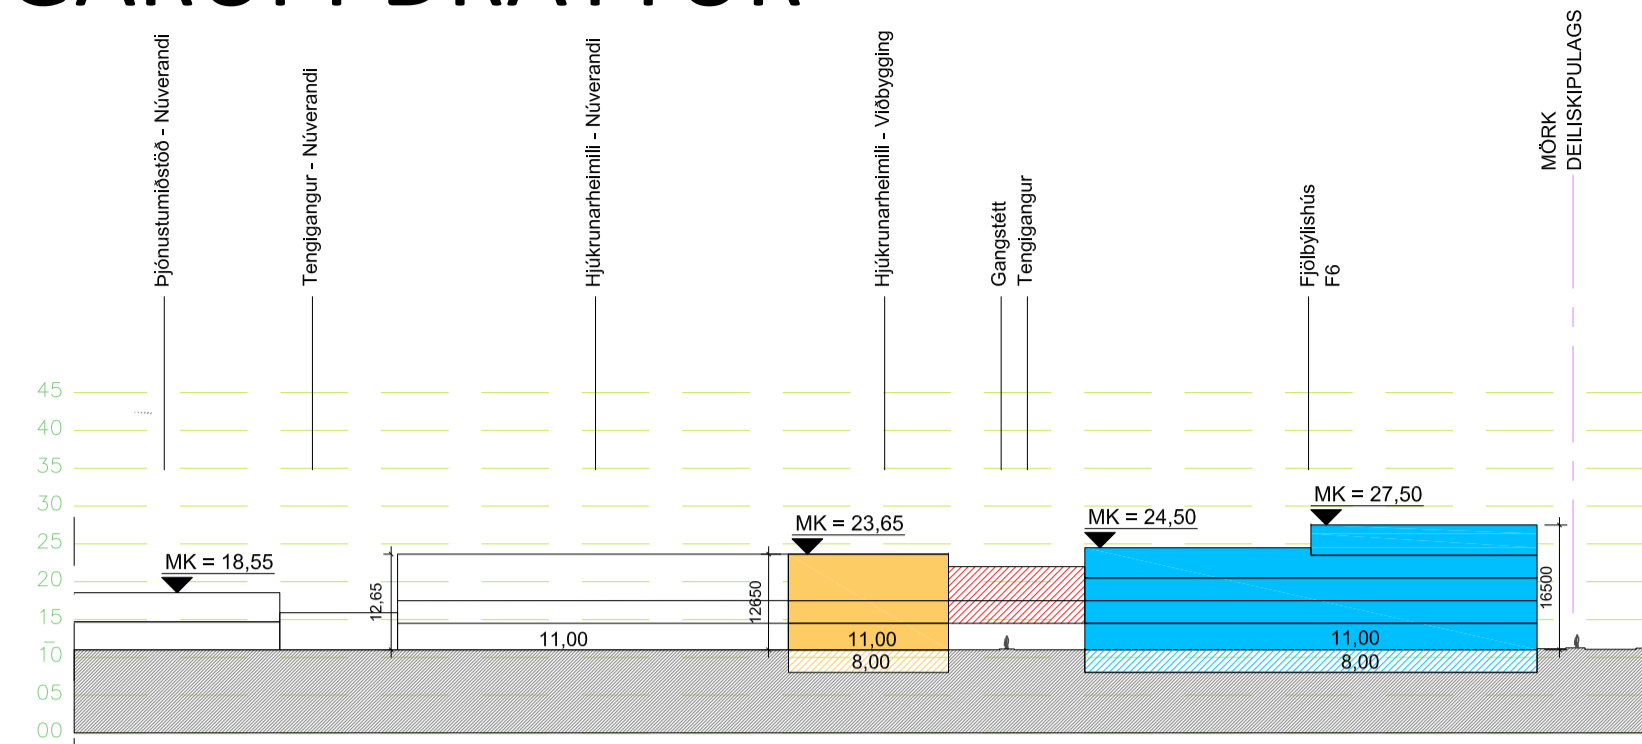 Þjónustumiðstöð - Núverandi
Tengigangur - Núverandi
Hjúkrunarheimili - Núverandi
Hjúkrunarheimili - Viðbygging
Gangstétt
Tengigangur
Fjölbýlishús
F6
MÖRK
DEILISKIPULAGS
45
40
35
30
25
20
15
10
05
00
MK = 18,55
12,65
11,00
12650
MK = 23,65
11,00
8,00
MK = 24,50
MK = 27,50
11,00
8,00
16500